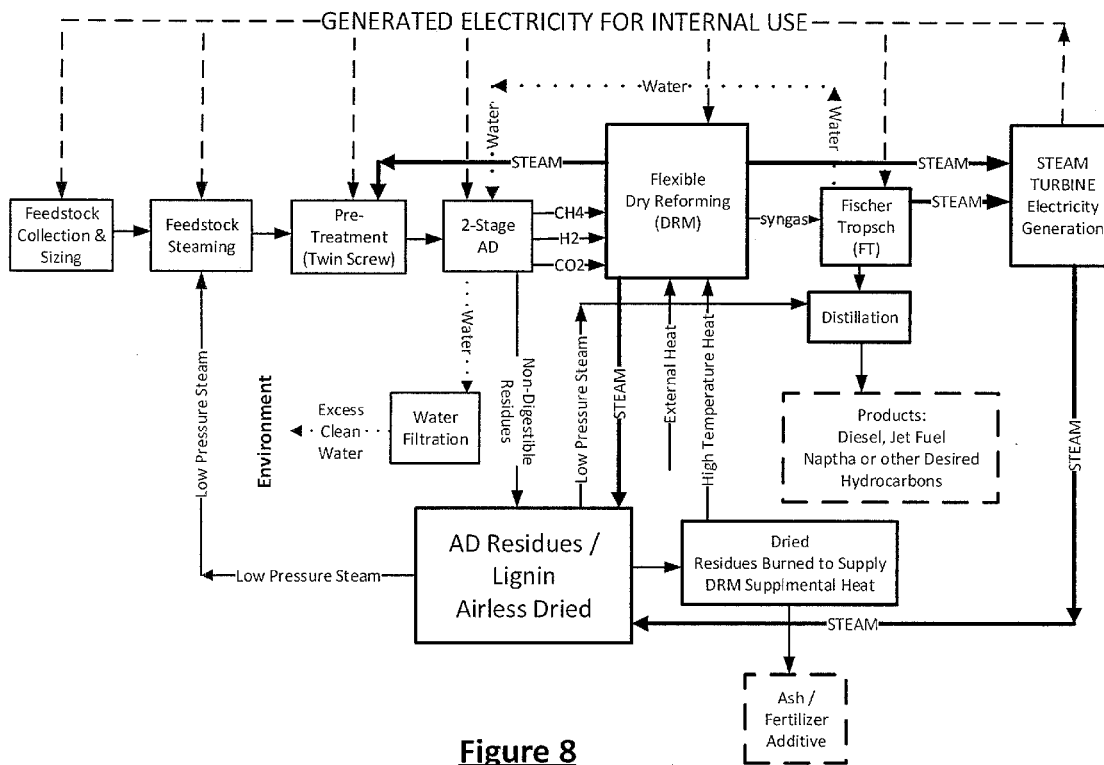 GENERATED ELECTRICITY FOR INTERNAL USE
Water
Water
Water
STEAM
STEAM
STEAM
Feedstock
Collection &
Sizing
Feedstock
Steaming
Pre-
Treatment
(Twin Screw)
2-Stage
AD
CH4
H2
CO2
Flexible
Dry Reforming
(DRM)
syngas
Fischer
Tropsch
(FT)
STEAM
TURBINE
Electricity
Generation
Distillation
Low Pressure Steam
Environment
Excess
Clean
Water
Water
Filtration
Water
Non-Digestible
Residues
Low Pressure Steam
STEAM
External Heat
High Temperature Heat
Products:
Diesel, Jet Fuel
Naptha or other Desired
Hydrocarbons
STEAM
Low Pressure Steam
AD Residues /
Lignin
Airless Dried
Dried
Residues Burned to Supply
DRM Supplmental Heat
STEAM
Ash /
Fertilizer
Additive
Figure 8